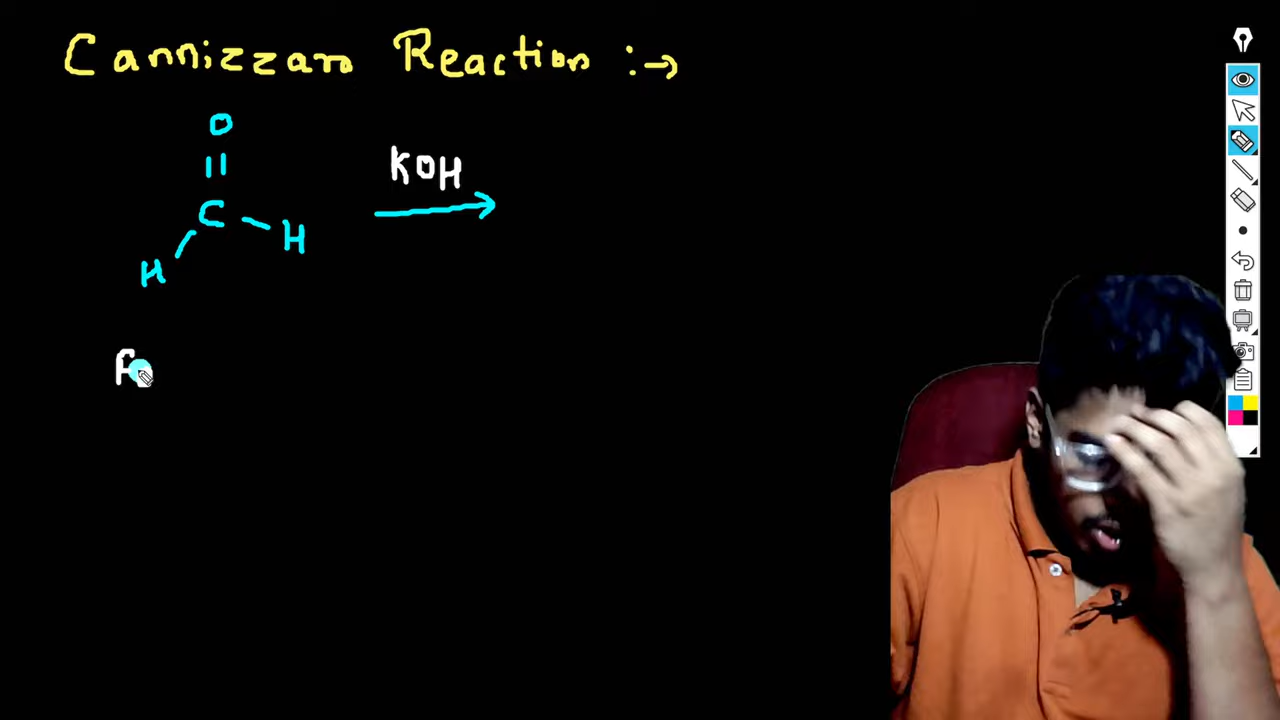 Cannizzaro Reaction :→
O
||
C
H
H
KOH
→